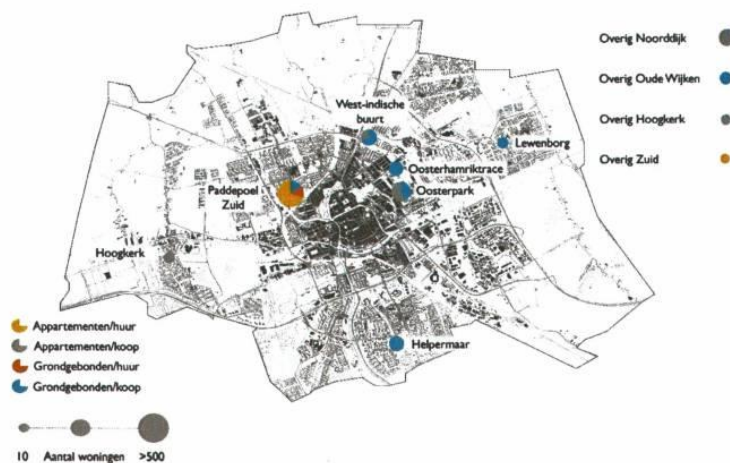 Overig Noorddijk
Overig Oude Wijken
Overig Hoogkerk
Overig Zuid
West-indische
buurt
Lewenborg
Oosterhamriktrace
Oosterpark
Paddepoel
Zuid
Hoogkerk
Helpermaar
Appartementen/huur
Appartementen/koop
Grondgebonden/huur
Grondgebonden/koop
10 Aantal woningen >500